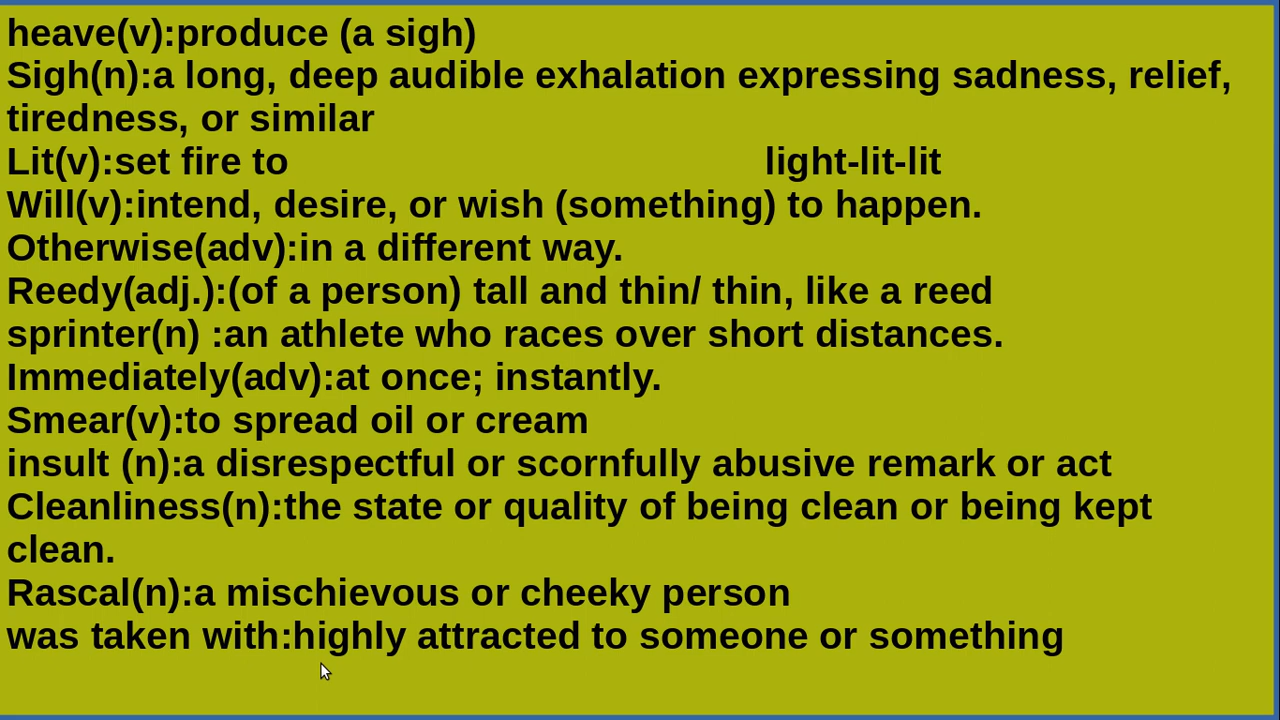 heave(v):produce (a sigh)
Sigh(n):a long, deep audible exhalation expressing sadness, relief,
tiredness, or similar
Lit(v):set fire to light-lit-lit
Will(v):intend, desire, or wish (something) to happen.
Otherwise(adv):in a different way.
Reedy(adj.):(of a person) tall and thin/ thin, like a reed
sprinter(n) :an athlete who races over short distances.
Immediately(adv):at once; instantly.
Smear(v):to spread oil or cream
insult (n):a disrespectful or scornfully abusive remark or act
Cleanliness(n):the state or quality of being clean or being kept
clean.
Rascal(n):a mischievous or cheeky person
was taken with:highly attracted to someone or something